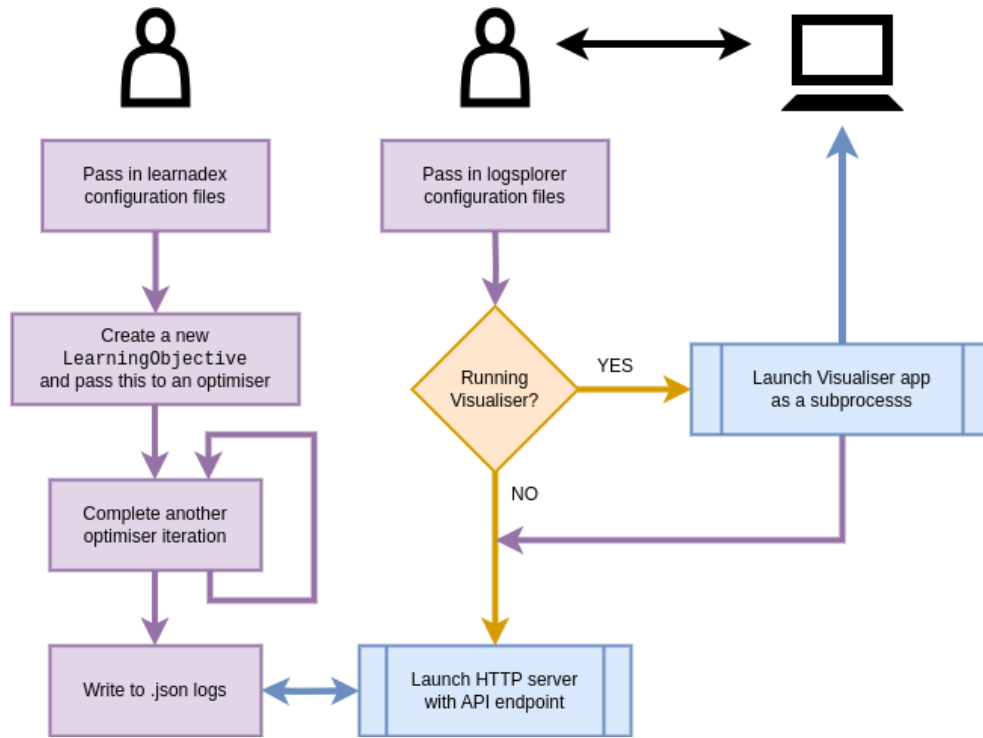 Pass in learnadex
configuration files
Pass in logsplorer
configuration files
Create a new
LearningObjective
and pass this to an optimiser
Running
Visualiser?
YES
Launch Visualiser app
as a subprocesss
NO
Complete another
optimiser iteration
Write to .json logs
Launch HTTP server
with API endpoint